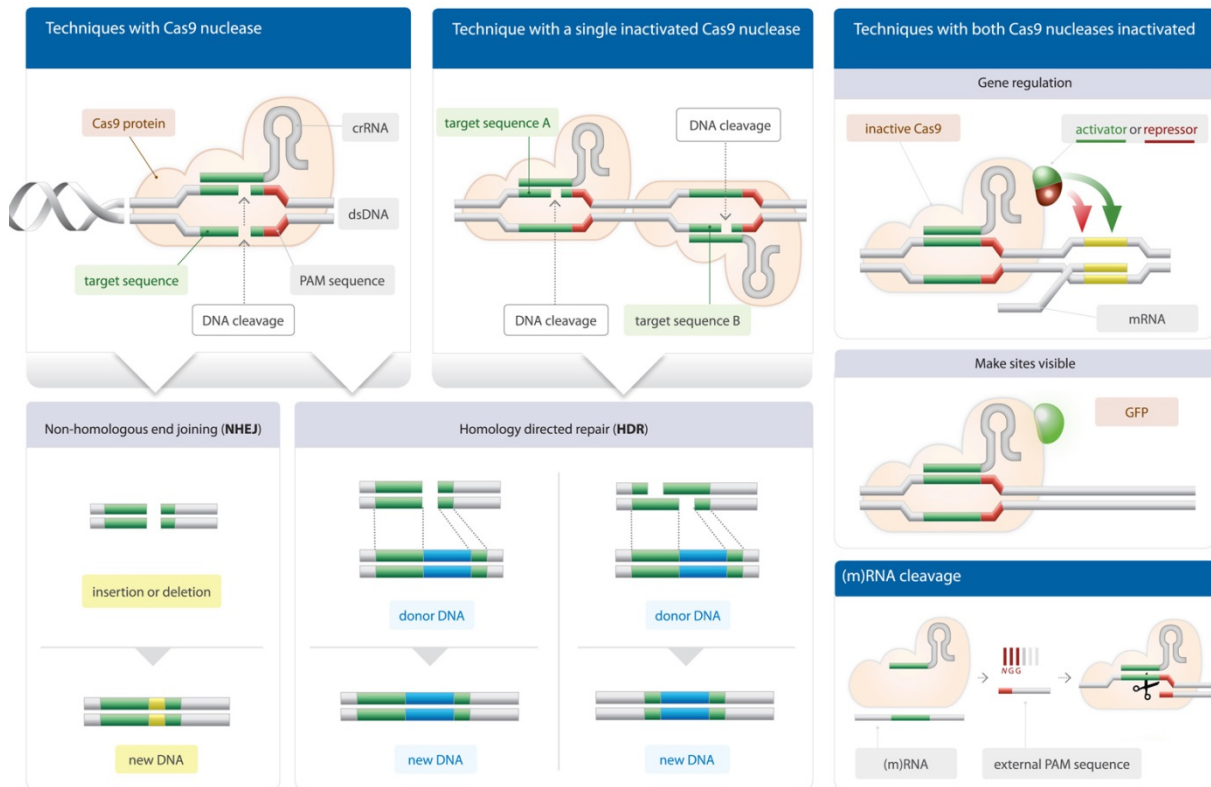 Techniques with Cas9 nuclease
Cas9 protein
crRNA
dsDNA
target sequence
PAM sequence
DNA cleavage
Technique with a single inactivated Cas9 nuclease
target sequence A
DNA cleavage
DNA cleavage
target sequence B
Techniques with both Cas9 nucleases inactivated
Gene regulation
inactive Cas9
activator or repressor
mRNA
Make sites visible
GFP
Non-homologous end joining (NHEJ)
insertion or deletion
new DNA
Homology directed repair (HDR)
donor DNA
donor DNA
new DNA
new DNA
(m)RNA cleavage
NGG
(m)RNA
external PAM sequence